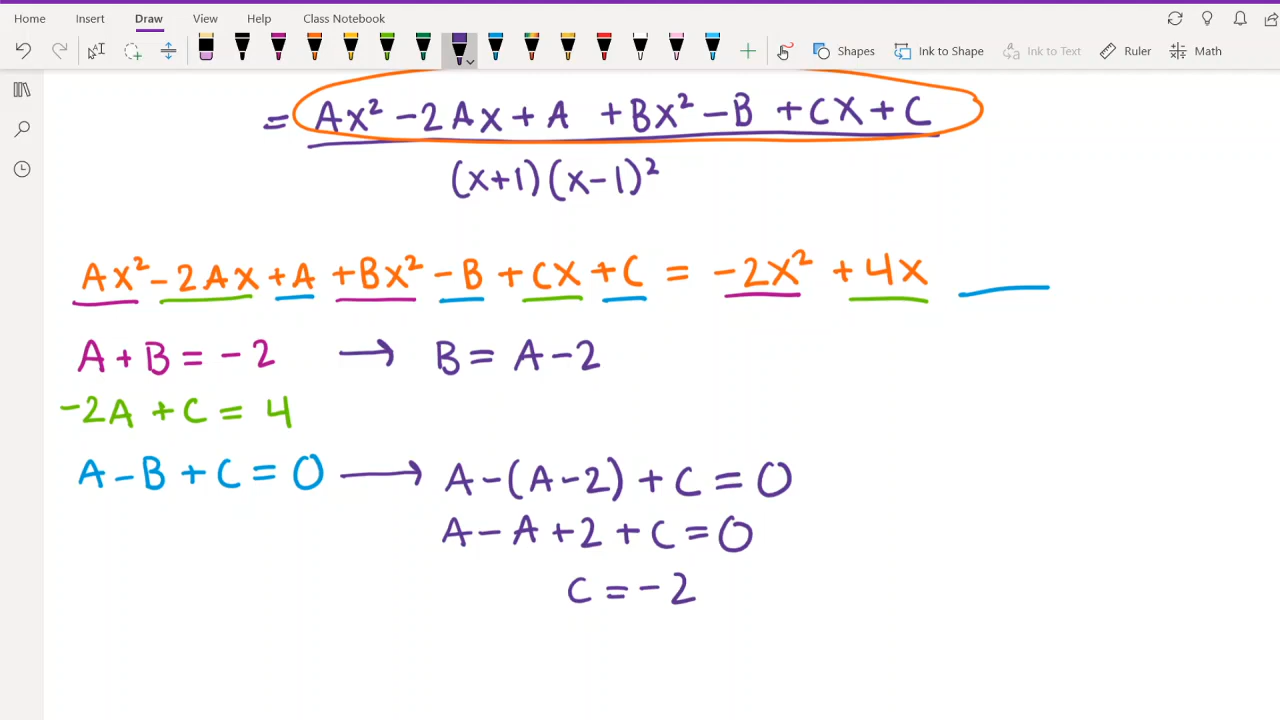 Home Insert Draw View Help Class Notebook
Shapes Ink to Shape Ink to Text Ruler Math
= Ax² - 2Ax + A + Bx² - B + Cx + C
(x+1)(x-1)²
Ax² - 2Ax + A + Bx² - B + Cx + C = -2x² + 4x
A + B = -2 → B = A - 2
-2A + C = 4
A - B + C = 0 → A - (A - 2) + C = 0
A - A + 2 + C = 0
C = -2